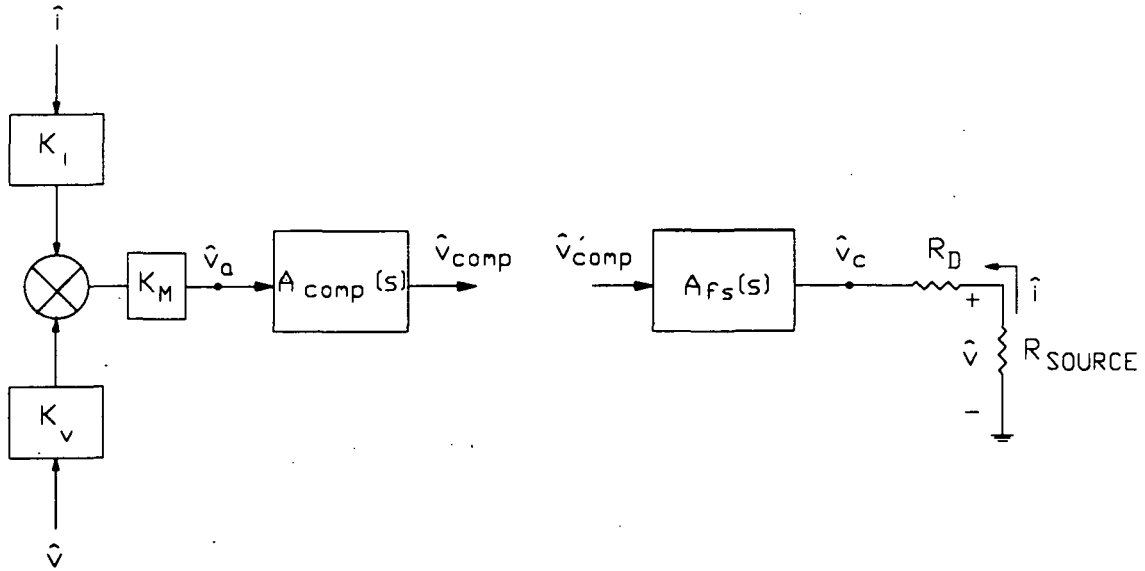 î
K_I
v̂_a
v̂_comp
v̂'_comp
v̂_c
R_D
î
K_M
A_comp(s)
A_fs(s)
+
v̂
R_SOURCE
−
K_v
v̂